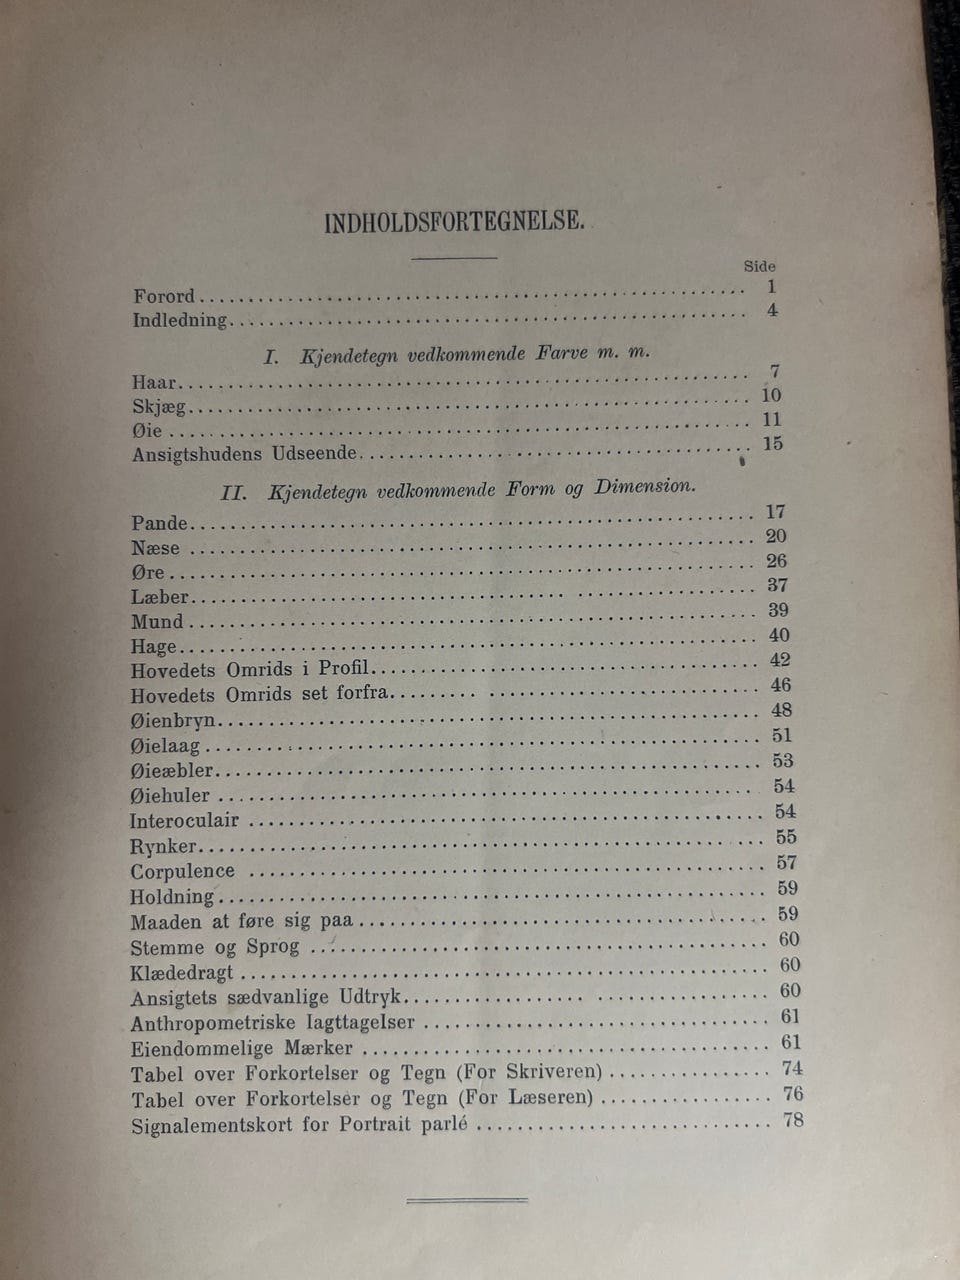 INDHOLDSFORTEGNELSE.
Side
Forord 1
Indledning 4
I. Kjendetegn vedkommende Farve m. m.
Haar 7
Skjæg 10
Øie 11
Ansigtshudens Udseende 15
II. Kjendetegn vedkommende Form og Dimension.
Pande 17
Næse 20
Øre 26
Læber 37
Mund 39
Hage 40
Hovedets Omrids i Profil 42
Hovedets Omrids set forfra 46
Øienbryn 48
Øielaag 51
Øieæbler 53
Øiehuler 54
Interoculair 54
Rynker 55
Corpulence 57
Holdning 59
Maaden at føre sig paa 59
Stemme og Sprog 60
Klædedragt 60
Ansigtets sædvanlige Udtryk 60
Anthropometriske Iagttagelser 61
Eiendommelige Mærker 61
Tabel over Forkortelser og Tegn (For Skriveren) 74
Tabel over Forkortelser og Tegn (For Læseren) 76
Signalementskort for Portrait parlé 78